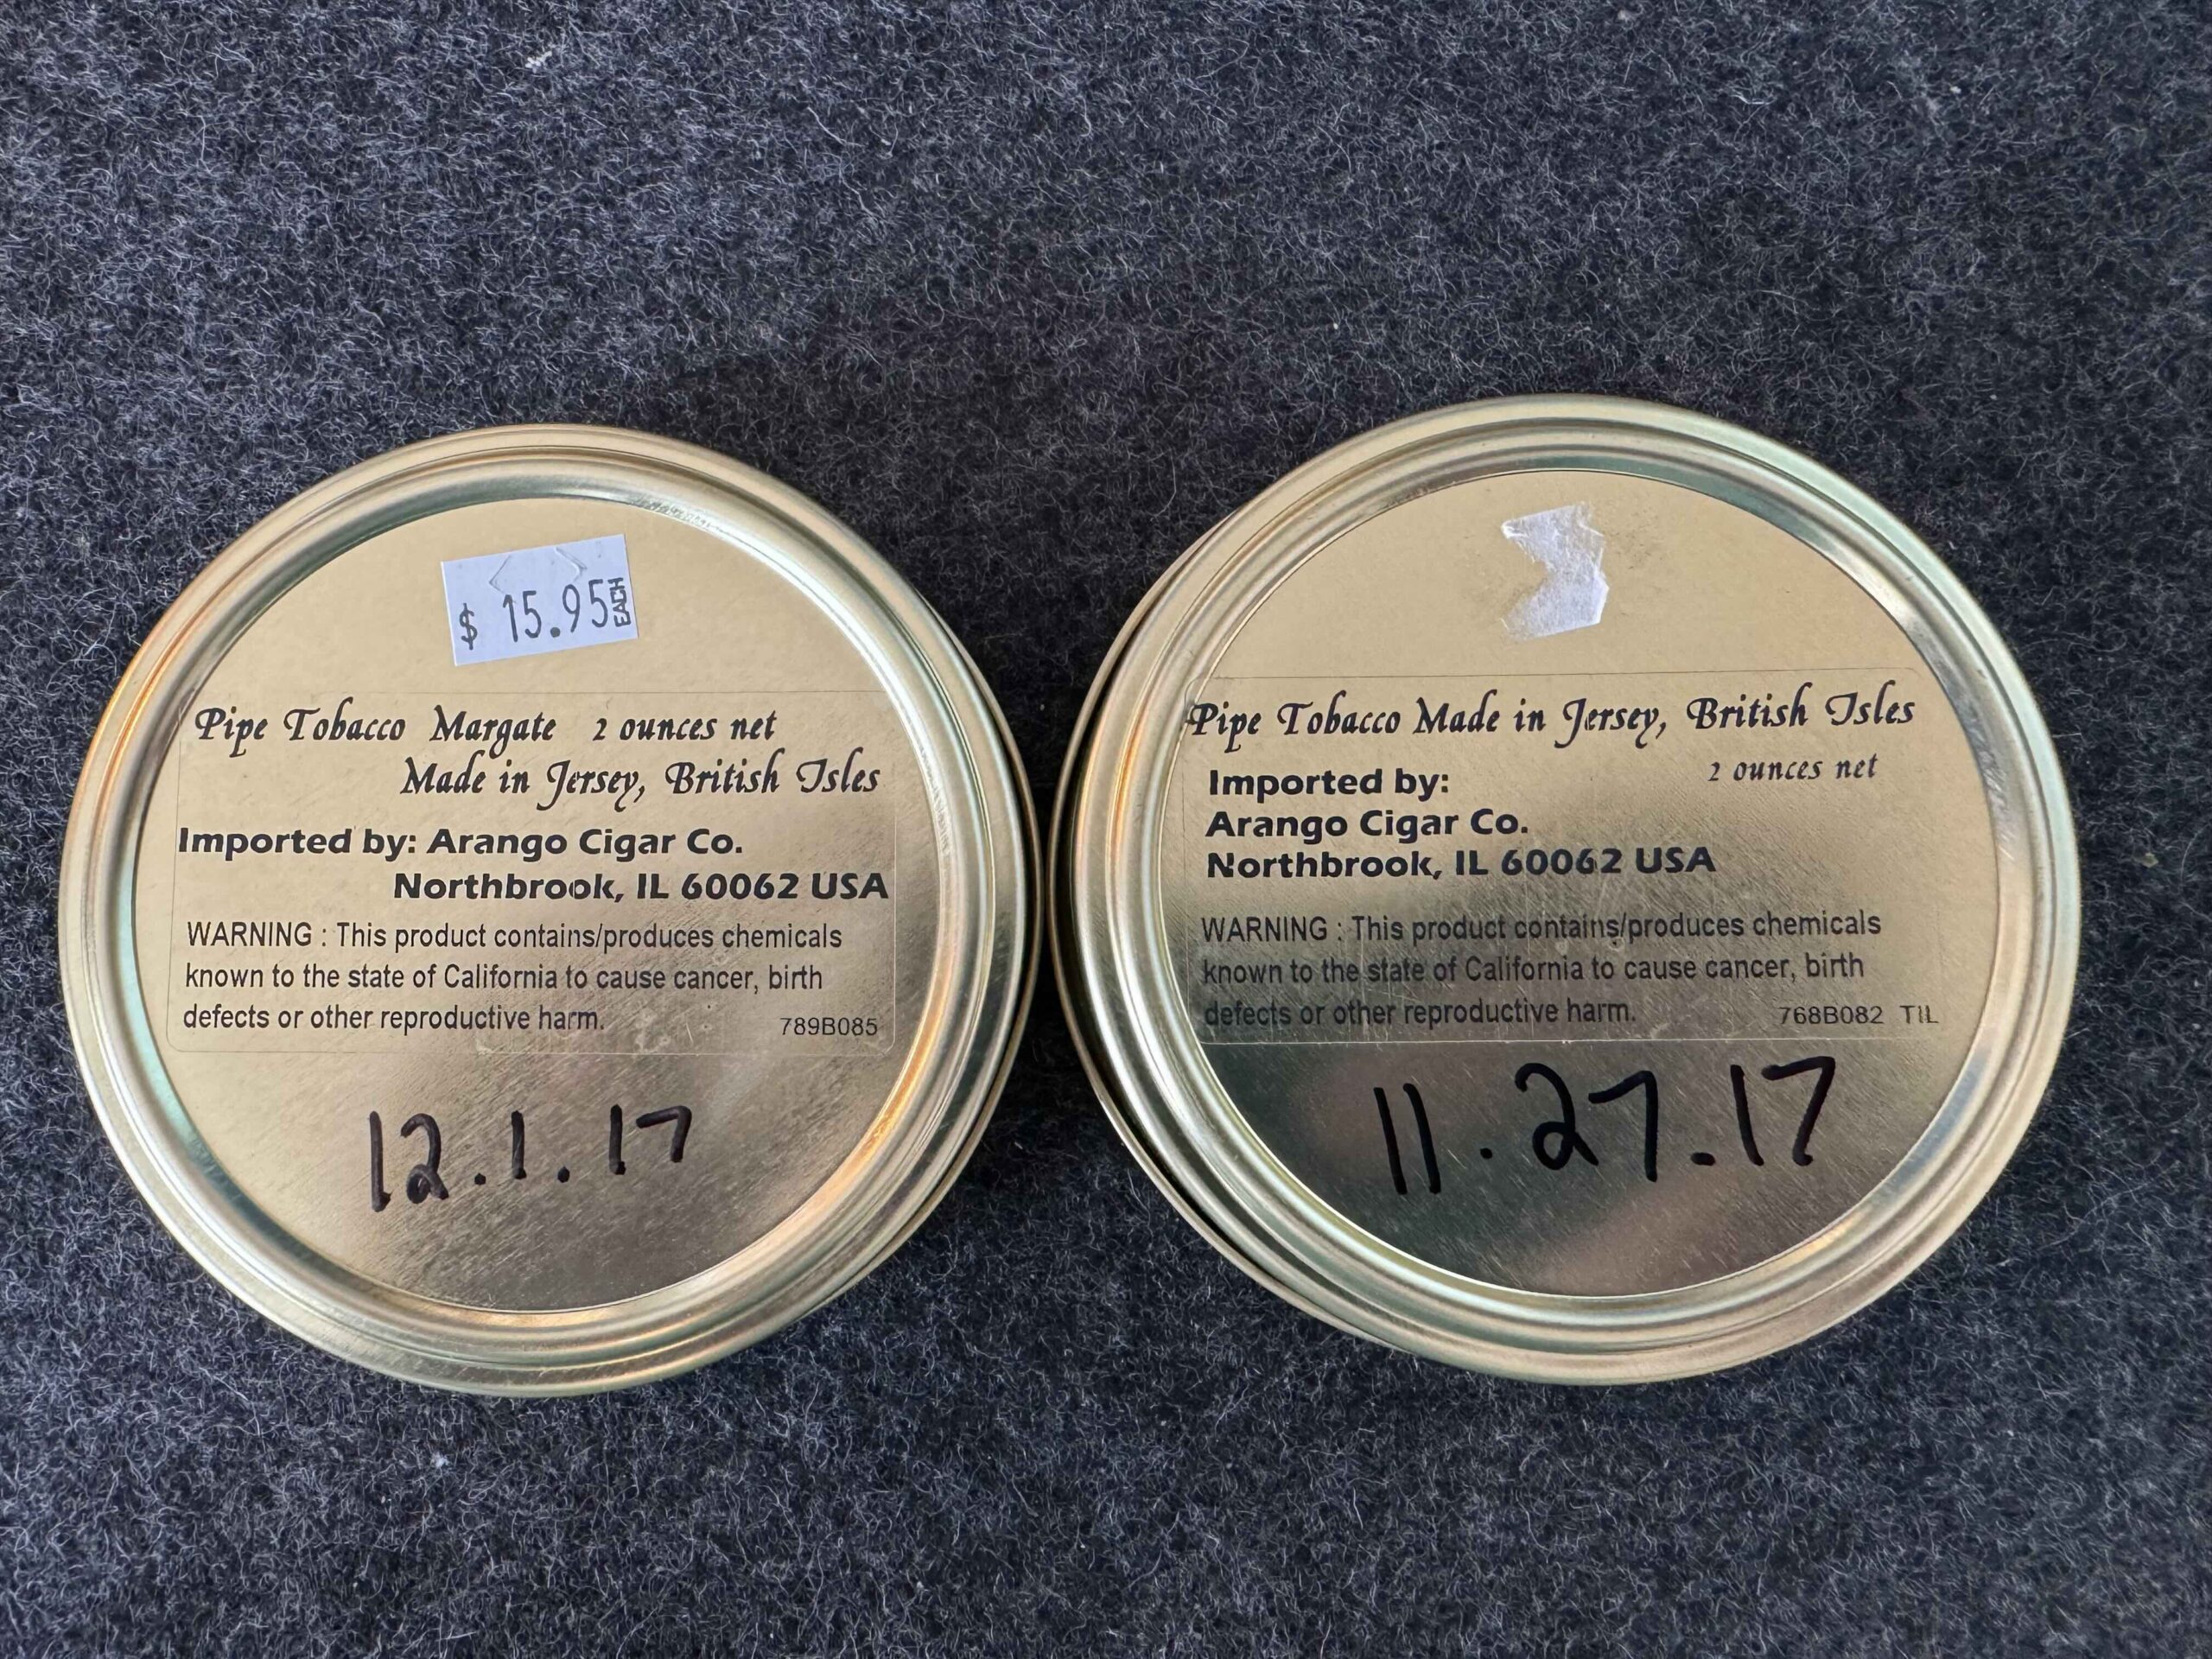 $ 15.95 EACH
Pipe Tobacco Margate 2 ounces net
Made in Jersey, British Isles
Imported by: Arango Cigar Co.
Northbrook, IL 60062 USA
WARNING : This product contains/produces chemicals
known to the state of California to cause cancer, birth
defects or other reproductive harm. 789B085
12.1.17
Pipe Tobacco Made in Jersey, British Isles
2 ounces net
Imported by:
Arango Cigar Co.
Northbrook, IL 60062 USA
WARNING : This product contains/produces chemicals
known to the state of California to cause cancer, birth
defects or other reproductive harm. 768B082 TIL
11.27.17